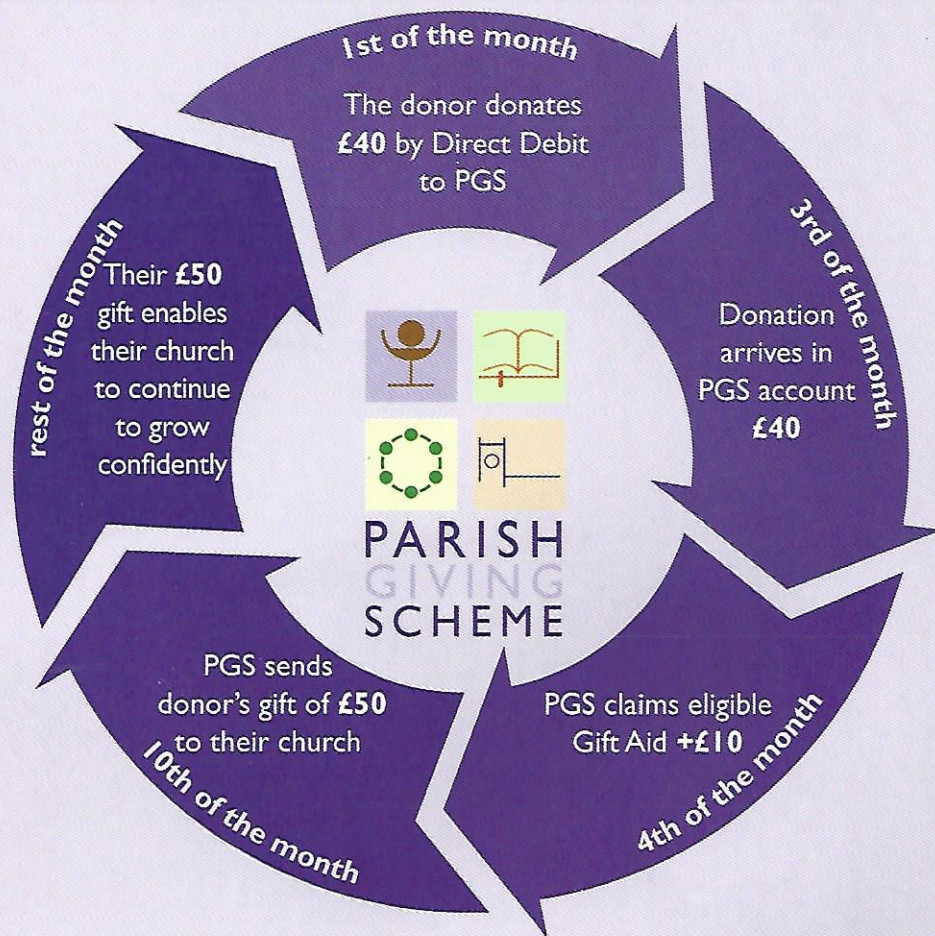 1st of the month
The donor donates
£40 by Direct Debit
to PGS
3rd of the month
Donation
arrives in
PGS account
£40
4th of the month
PGS claims eligible
Gift Aid +£10
10th of the month
PGS sends
donor's gift of £50
to their church
rest of the month
Their £50
gift enables
their church
to continue
to grow
confidently
PARISH
GIVING
SCHEME